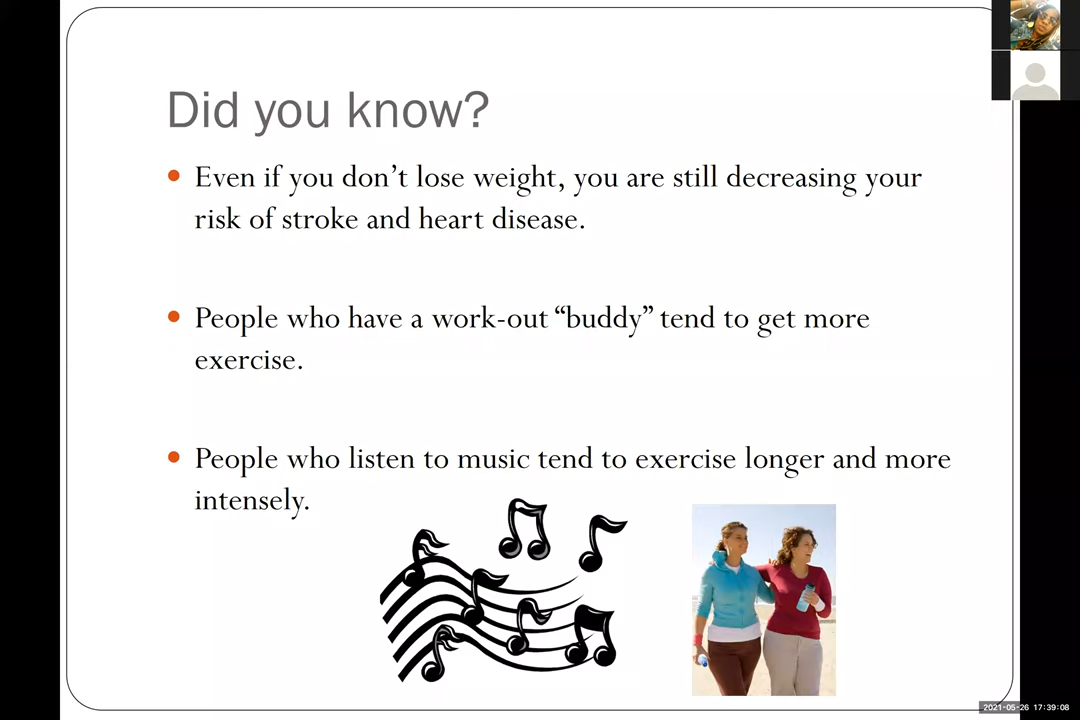 Did you know?
Even if you don’t lose weight, you are still decreasing your
risk of stroke and heart disease.
People who have a work-out “buddy” tend to get more
exercise.
People who listen to music tend to exercise longer and more
intensely.
2021-05-26 17:39:08